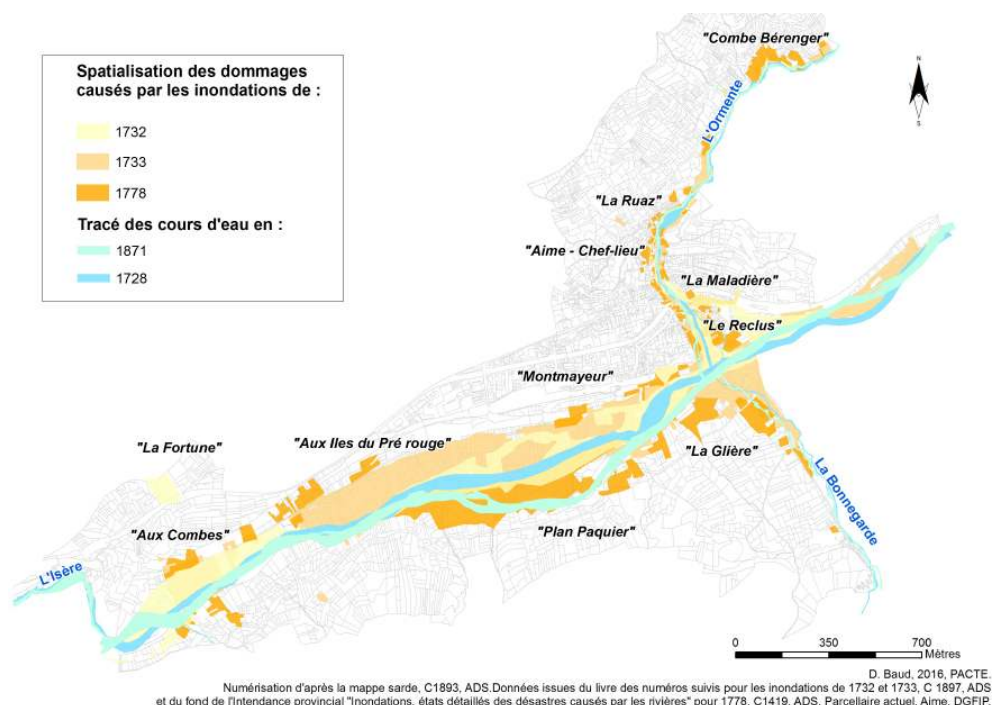 "Combe Bérenger"
Spatialisation des dommages
causés par les inondations de :
1732
1733
1778
Tracé des cours d'eau en :
1871
1728
N
S
L'Ormente
"La Ruaz"
"Aime - Chef-lieu"
"La Maladière"
"Le Reclus"
"Montmayeur"
"Aux Iles du Pré rouge"
"La Fortune"
"La Glière"
"Aux Combes"
"Plan Paquier"
La Bonnegarde
L'Isère
0 350 700
Mètres
D. Baud, 2016, PACTE.
Numérisation d'après la mappe sarde, C1893, ADS.Données issues du livre des numéros suivis pour les inondations de 1732 et 1733, C 1897, ADS
et du fond de l'Intendance provincial "Inondations, états détaillés des désastres causés par les rivières" pour 1778, C1419, ADS. Parcellaire actuel, Aime, DGFIP.